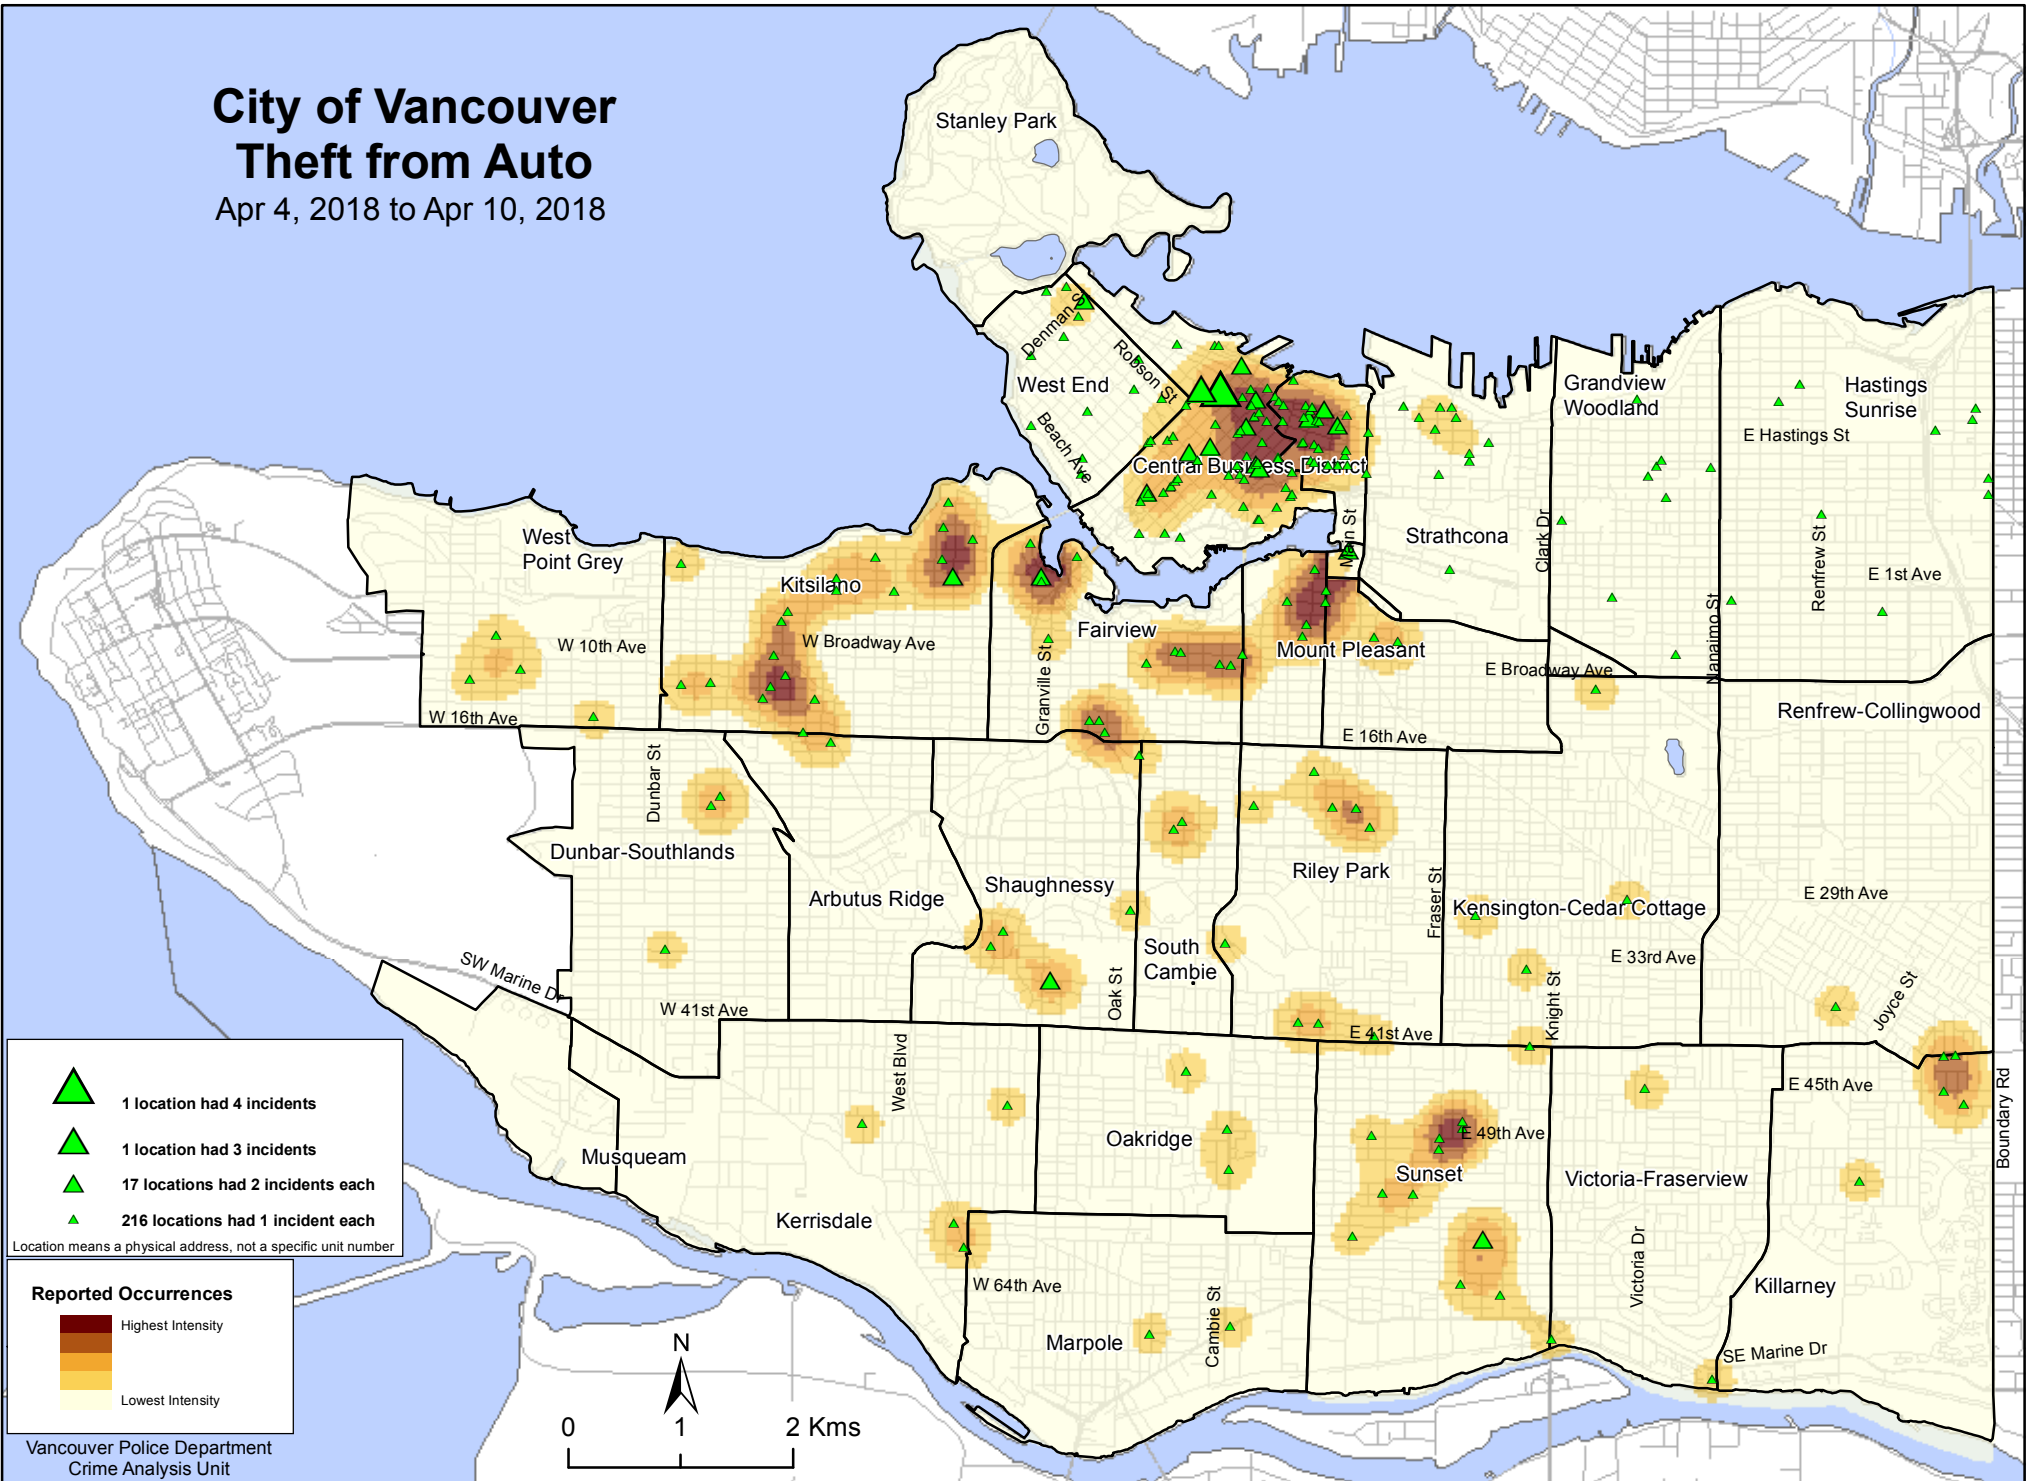 City of Vancouver
Theft from Auto
Apr 4, 2018 to Apr 10, 2018
Stanley Park
Denman St
Robson St
West End
Beach Ave
Central Business District
Grandview
Woodland
Hastings
Sunrise
E Hastings St
Main St
Strathcona
Clark Dr
Nanaimo St
Renfrew St
E 1st Ave
West
Point Grey
Kitsilano
W 10th Ave
W Broadway Ave
Fairview
Granville St
Mount Pleasant
E Broadway Ave
W 16th Ave
E 16th Ave
Renfrew-Collingwood
Dunbar St
Dunbar-Southlands
Arbutus Ridge
Shaughnessy
Riley Park
Fraser St
Kensington-Cedar Cottage
E 29th Ave
South
Cambie
Oak St
E 33rd Ave
Knight St
Joyce St
SW Marine Dr
W 41st Ave
E 41st Ave
West Blvd
E 45th Ave
Boundary Rd
Oakridge
E 49th Ave
Sunset
Musqueam
Victoria-Fraserview
Kerrisdale
Victoria Dr
W 64th Ave
Cambie St
Killarney
Marpole
SE Marine Dr
1 location had 4 incidents
1 location had 3 incidents
17 locations had 2 incidents each
216 locations had 1 incident each
Location means a physical address, not a specific unit number
Reported Occurrences
Highest Intensity
Lowest Intensity
Vancouver Police Department
Crime Analysis Unit
N
0 1 2 Kms